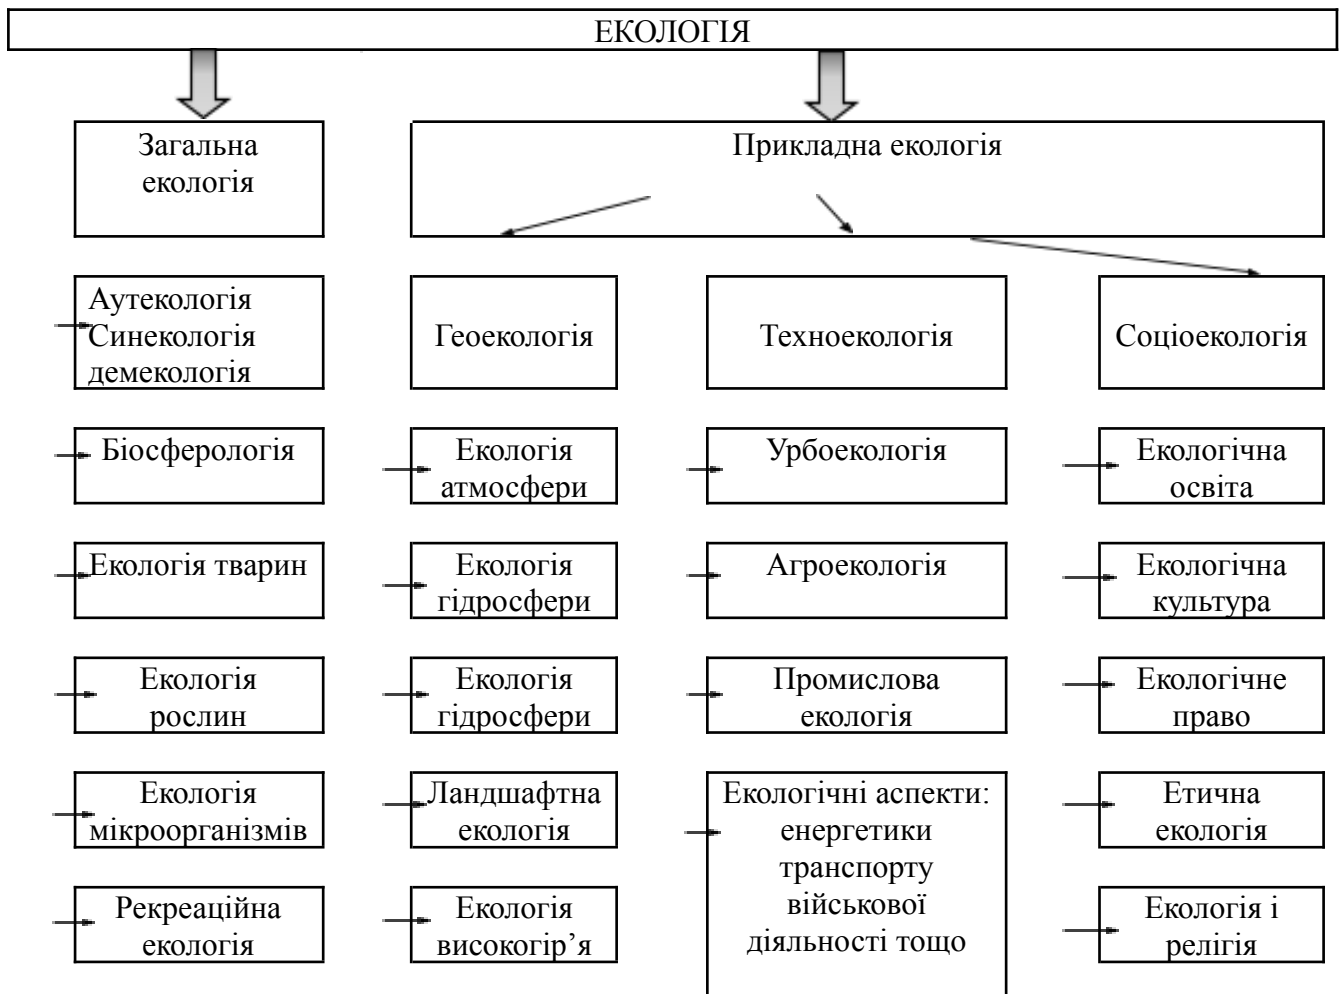 ЕКОЛОГІЯ
Загальна
екологія
Прикладна екологія
Аутекологія
Синекологія
демекологія
Геоекологія
Техноекологія
Соціоекологія
Біосферологія
Екологія
атмосфери
Урбоекологія
Екологічна
освіта
Екологія тварин
Екологія
гідросфери
Агроекологія
Екологічна
культура
Екологія
рослин
Екологія
гідросфери
Промислова
екологія
Екологічне
право
Екологія
мікроорганізмів
Ландшафтна
екологія
Екологічні аспекти:
енергетики
транспорту
військової
діяльності тощо
Етична
екологія
Рекреаційна
екологія
Екологія
високогір’я
Екологія і
релігія